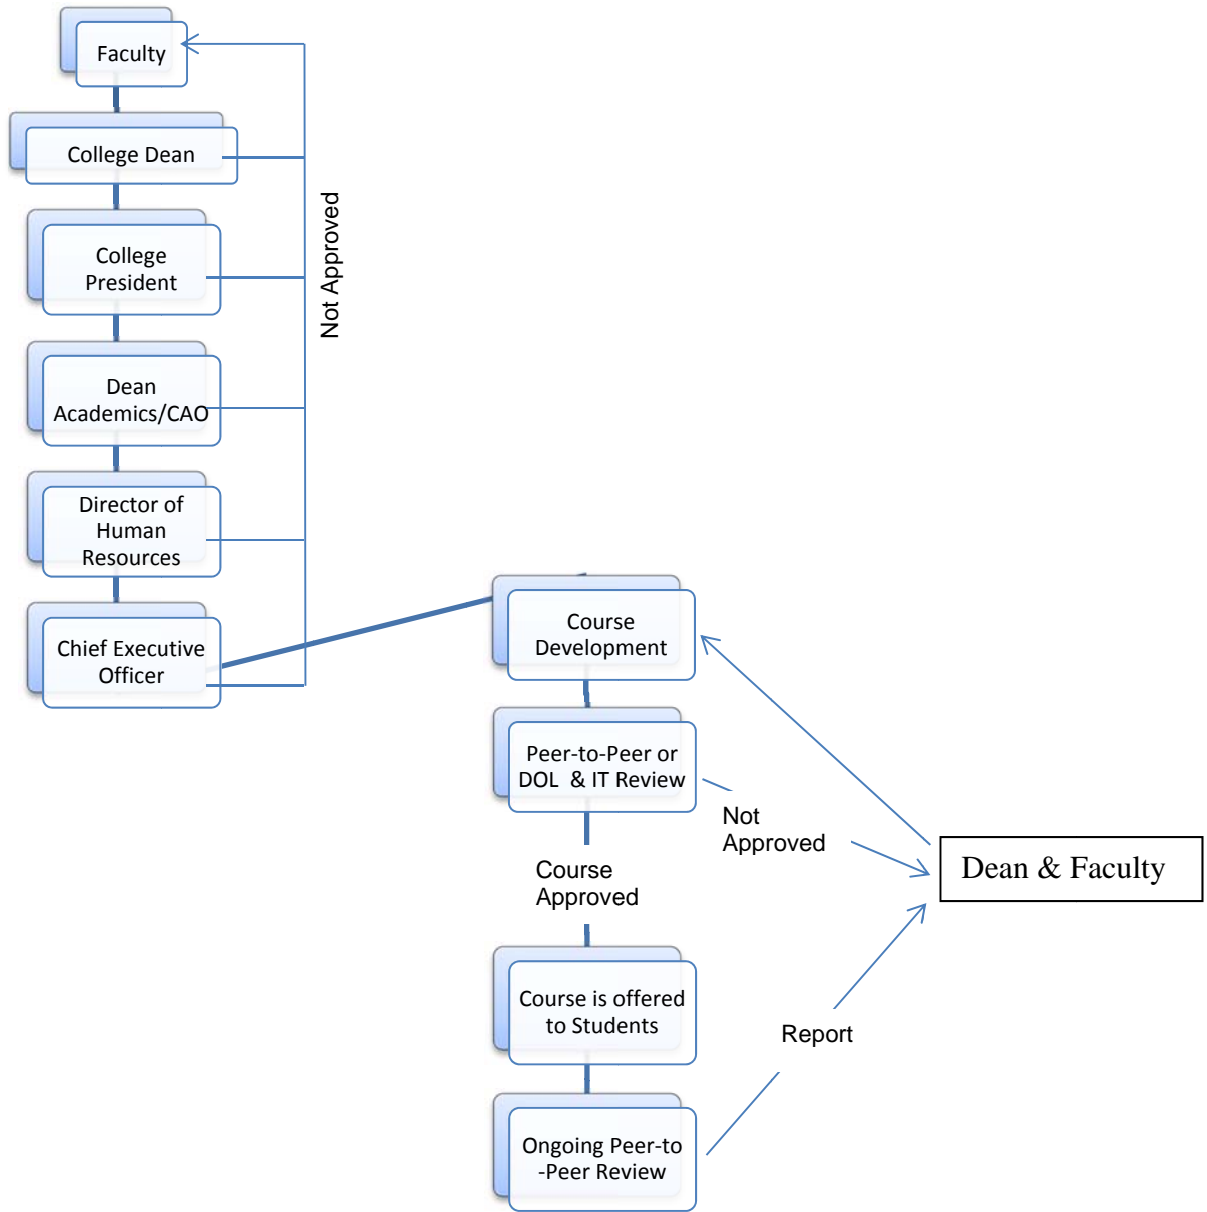 Faculty
College Dean
College
President
Not Approved
Dean
Academics/CAO
Director of
Human
Resources
Chief Executive
Officer
Course
Development
Peer-to-Peer or
DOL & IT Review
Not
Approved
Dean & Faculty
Course
Approved
Course is offered
to Students
Report
Ongoing Peer-to
-Peer Review